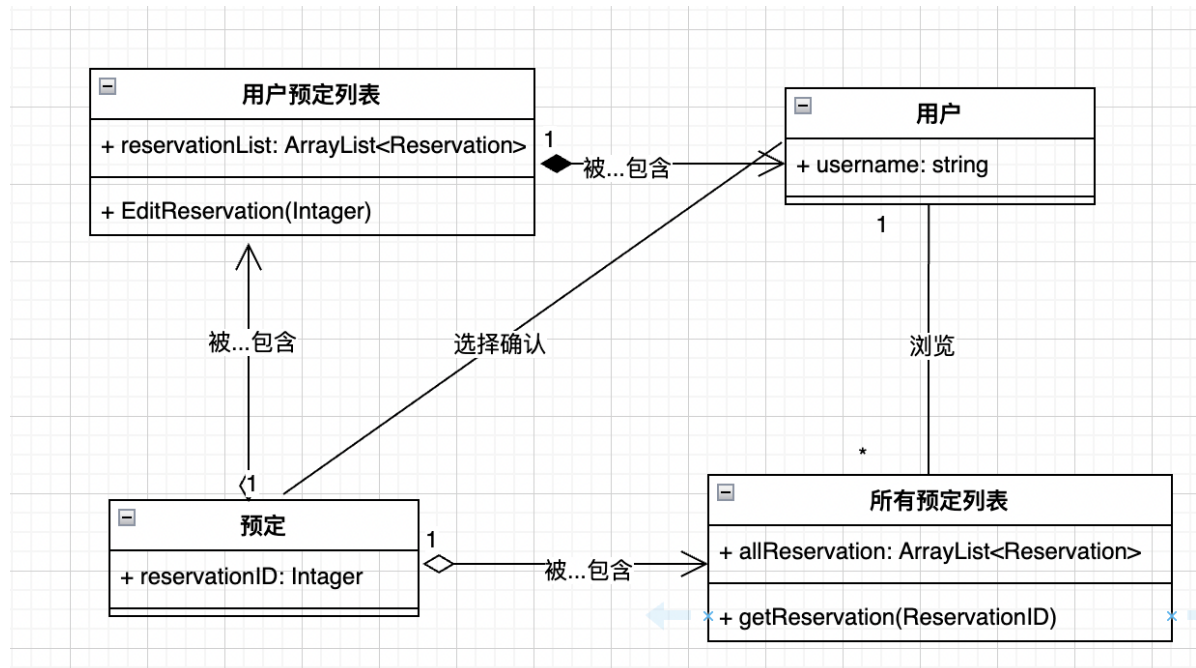 用户预定列表
+ reservationList: ArrayList<Reservation>
+ EditReservation(Intager)
1
被...包含
用户
+ username: string
1
被...包含
选择确认
浏览
*
1
预定
+ reservationID: Intager
1
被...包含
所有预定列表
+ allReservation: ArrayList<Reservation>
+ getReservation(ReservationID)